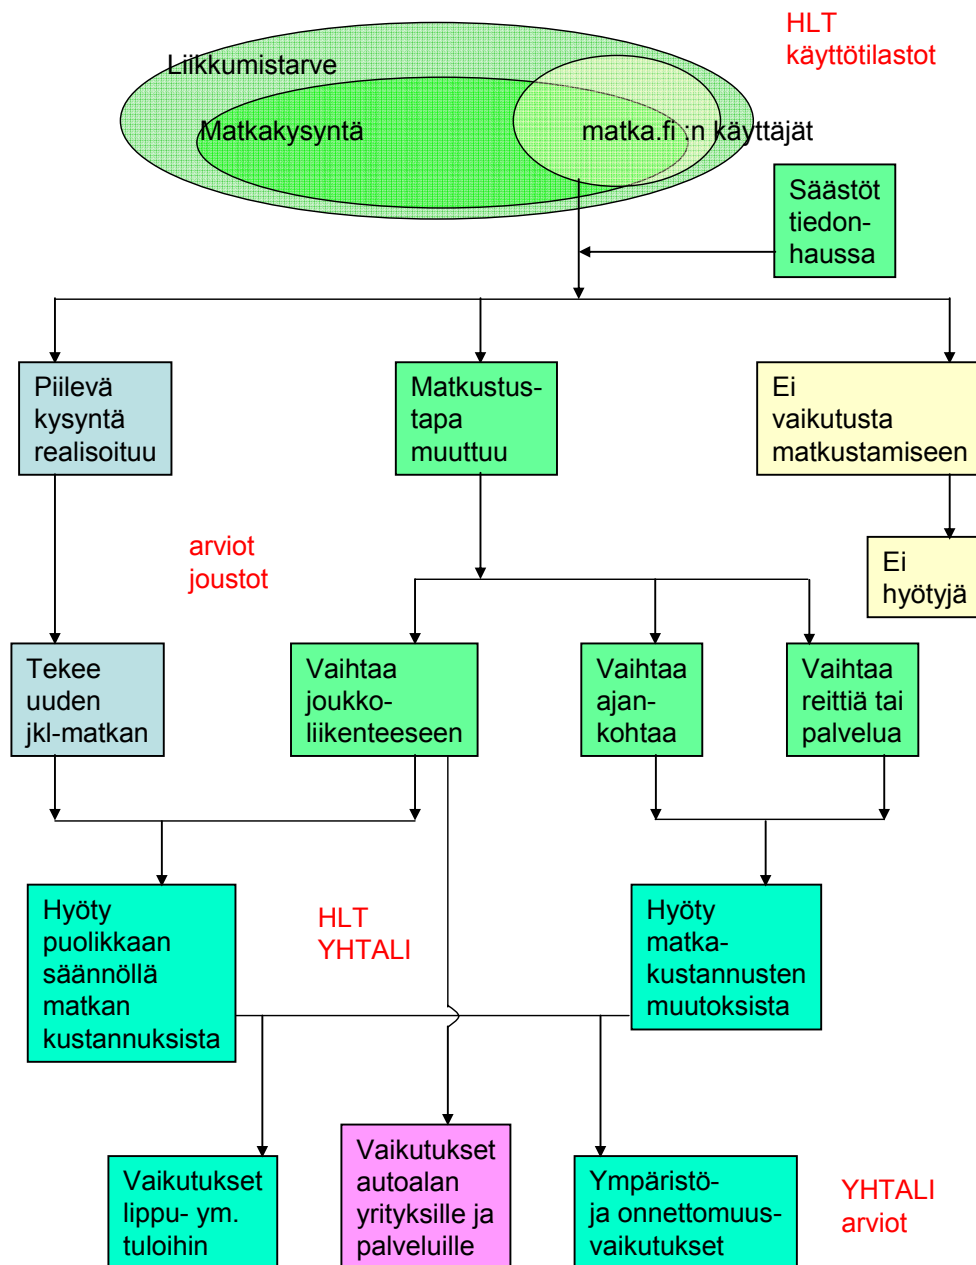 HLT
käyttötilastot
Liikkumistarve
Matkakysyntä
matka.fi :n käyttäjät
Säästöt
tiedon-
haussa
Piilevä
kysyntä
realisoituu
Matkustus-
tapa
muuttuu
Ei
vaikutusta
matkustamiseen
arviot
joustot
Ei
hyötyjä
Tekee
uuden
jkl-matkan
Vaihtaa
joukko-
liikenteeseen
Vaihtaa
ajan-
kohtaa
Vaihtaa
reittiä tai
palvelua
Hyöty
puolikkaan
säännöllä
matkan
kustannuksista
HLT
YHTALI
Hyöty
matka-
kustannusten
muutoksista
Vaikutukset
lippu- ym.
tuloihin
Vaikutukset
autoalan
yrityksille ja
palveluille
Ympäristö-
ja onnettomuus-
vaikutukset
YHTALI
arviot